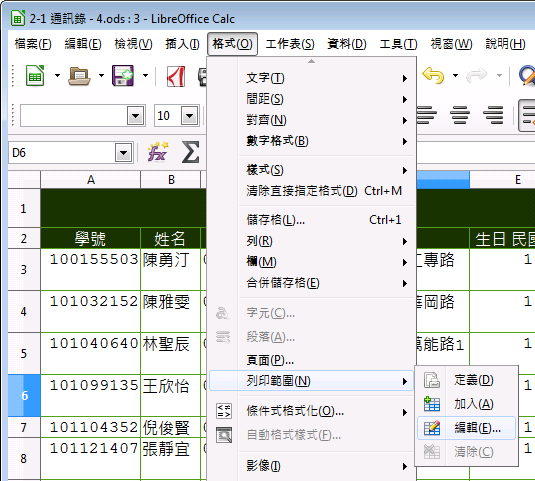 2-1 通訊錄 - 4.ods : 3 - LibreOffice Calc
檔案(F) 編輯(E) 檢視(V) 插入(I) 格式(O) 工作表(S) 資料(D) 工具(T) 視窗(W) 說明(H)
文字(T)
間距(S)
對齊(N)
數字格式(B)
樣式(S)
清除直接指定格式(D) Ctrl+M
儲存格(L)... Ctrl+1
列(R)
欄(M)
合併儲存格(E)
字元(C)...
段落(A)...
頁面(P)...
列印範圍(N)
條件式格式化(O)...
自動格式樣式(F)...
影像(I)
定義(D)
加入(A)
編輯(E)...
清除(C)
10
D6
A B E
1
2 學號 姓名 生日 民國
3 100155503 陳勇汀 專路 1
4 101032152 陳雅雯 岡路 1
5 101040640 林聖辰 萬能路1 1
6 101099135 王欣怡
7 101104352 倪俊賢 1
8 101121407 張靜宜 1